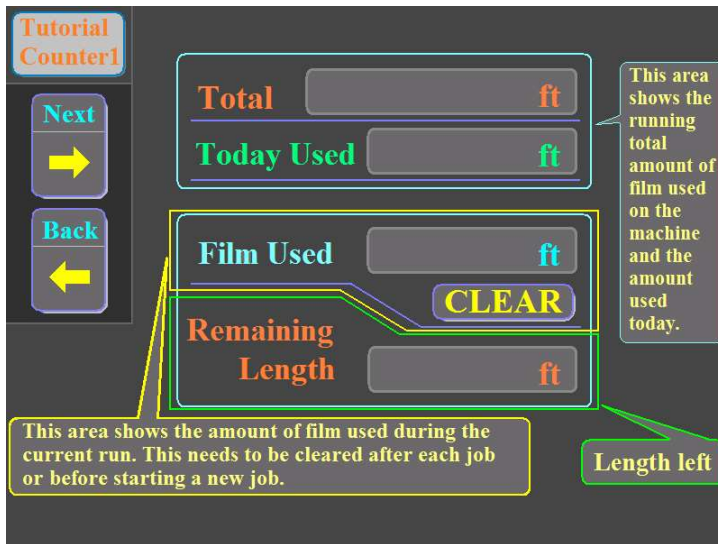 Tutorial
Counter1
Next
Back
Total ft
Today Used ft
Film Used ft
CLEAR
Remaining
Length ft
This area
shows the
running
total
amount of
film used
on the
machine
and the
amount
used
today.
This area shows the amount of film used during the
current run. This needs to be cleared after each job
or before starting a new job.
Length left